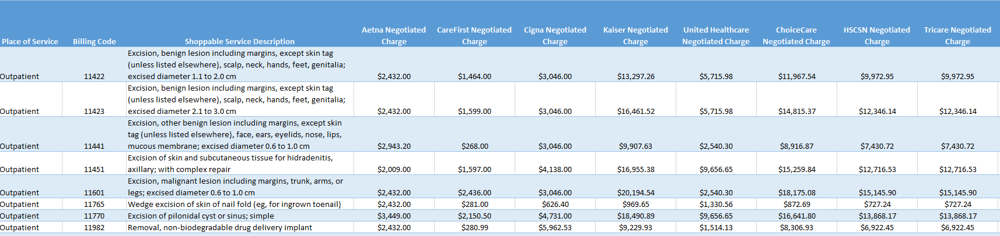 Aetna Negotiated CareFirst Negotiated Cigna Negotiated Kaiser Negotiated United Healthcare ChoiceCare HSCSN Negotiated Tricare Negotiated
Place of Service Billing Code Shoppable Service Description Charge Charge Charge Charge Negotiated Charge Negotiated Charge Charge Charge
Excision, benign lesion including margins, except skin tag
(unless listed elsewhere), scalp, neck, hands, feet, genitalia;
Outpatient 11422 excised diameter 1.1 to 2.0 cm $2,432.00 $1,464.00 $3,046.00 $13,297.26 $5,715.98 $11,967.54 $9,972.95 $9,972.95
Excision, benign lesion including margins, except skin tag
(unless listed elsewhere), scalp, neck, hands, feet, genitalia;
Outpatient 11423 excised diameter 2.1 to 3.0 cm $2,432.00 $1,599.00 $3,046.00 $16,461.52 $5,715.98 $14,815.37 $12,346.14 $12,346.14
Excision, other benign lesion including margins, except skin
tag (unless listed elsewhere), face, ears, eyelids, nose, lips,
Outpatient 11441 mucous membrane; excised diameter 0.6 to 1.0 cm $2,943.20 $268.00 $3,046.00 $9,907.63 $2,540.30 $8,916.87 $7,430.72 $7,430.72
Excision of skin and subcutaneous tissue for hidradenitis,
Outpatient 11451 axillary; with complex repair $2,009.00 $1,597.00 $4,138.00 $16,955.38 $9,656.65 $15,259.84 $12,716.53 $12,716.53
Excision, malignant lesion including margins, trunk, arms, or
Outpatient 11601 legs; excised diameter 0.6 to 1.0 cm $2,432.00 $2,436.00 $3,046.00 $20,194.54 $2,540.30 $18,175.08 $15,145.90 $15,145.90
Outpatient 11765 Wedge excision of skin of nail fold (eg, for ingrown toenail) $2,432.00 $281.00 $626.40 $969.65 $1,330.56 $872.69 $727.24 $727.24
Outpatient 11770 Excision of pilonidal cyst or sinus; simple $3,449.00 $2,150.50 $4,731.00 $18,490.89 $9,656.65 $16,641.80 $13,868.17 $13,868.17
Outpatient 11982 Removal, non-biodegradable drug delivery implant $2,432.00 $280.99 $5,962.53 $9,229.93 $1,514.13 $8,306.93 $6,922.45 $6,922.45